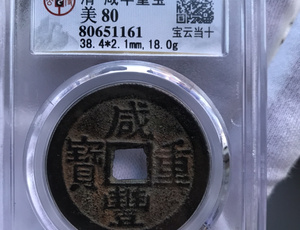 清 咸丰重宝
美 80
80651161 宝云当十
38.4*2.1mm,18.0g
咸
寶 重
豐